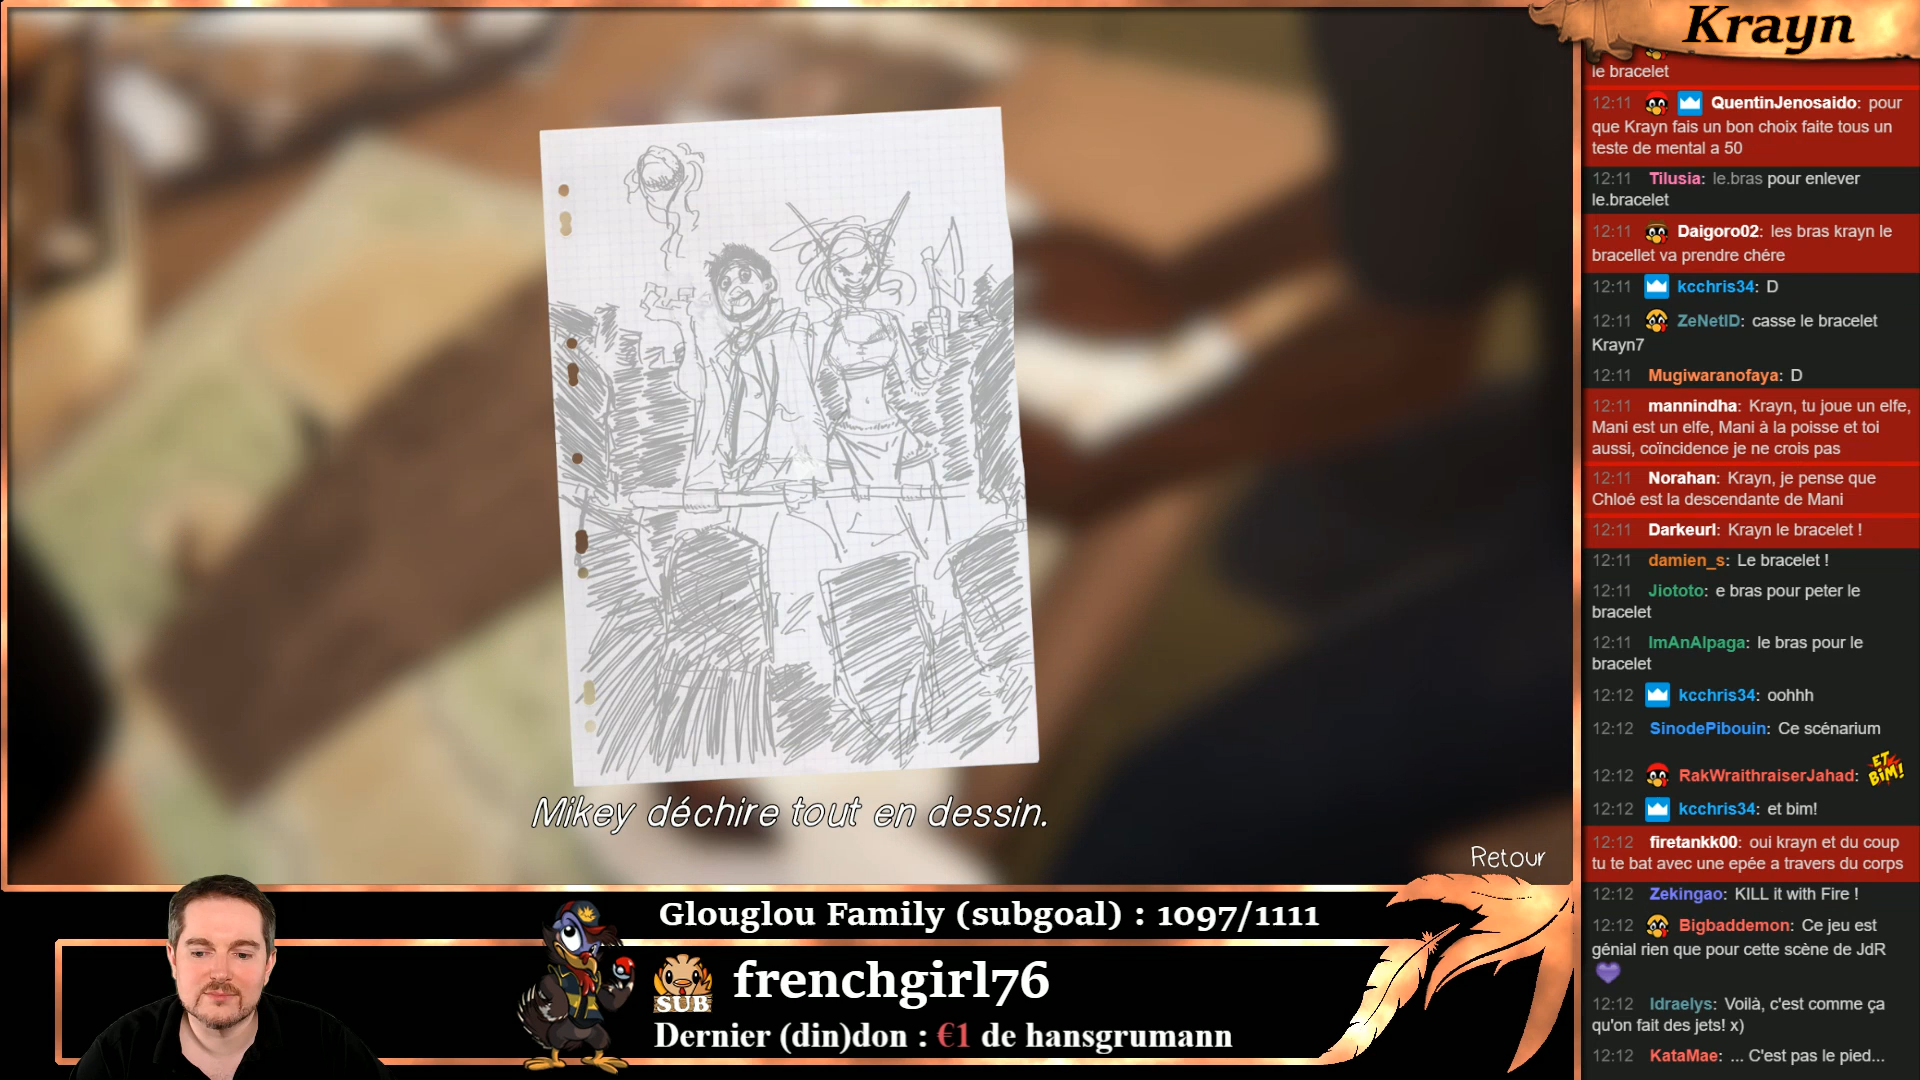 Krayn
le bracelet
12:11 QuentinJenosaido: pour
que Krayn fais un bon choix faite tous un
teste de mental a 50
12:11 Tilusia: le.bras pour enlever
le.bracelet
12:11 Daigoro02: les bras krayn le
bracellet va prendre chére
12:11 kcchris34: D
12:11 ZeNetID: casse le bracelet
Krayn7
12:11 Mugiwaranofaya: D
12:11 mannindha: Krayn, tu joue un elfe,
Mani est un elfe, Mani à la poisse et toi
aussi, coïncidence je ne crois pas
12:11 Norahan: Krayn, je pense que
Chloé est la descendante de Mani
12:11 Darkeurl: Krayn le bracelet !
12:11 damien_s: Le bracelet !
12:11 Jiototo: e bras pour peter le
bracelet
12:11 ImAnAlpaga: le bras pour le
bracelet
12:12 kcchris34: oohhh
12:12 SinodePibouin: Ce scénarium
12:12 RakWraithraiserJahad: ET BIM!
12:12 kcchris34: et bim!
12:12 firetankk00: oui krayn et du coup
tu te bat avec une epée a travers du corps
12:12 Zekingao: KILL it with Fire !
12:12 Bigbaddemon: Ce jeu est
génial rien que pour cette scène de JdR
12:12 Idraelys: Voilà, c'est comme ça
qu'on fait des jets! x)
12:12 KataMae: ... C'est pas le pied...
Mikey déchire tout en dessin.
Retour
Glouglou Family (subgoal) : 1097/1111
SUB frenchgirl76
Dernier (din)don : €1 de hansgrumann